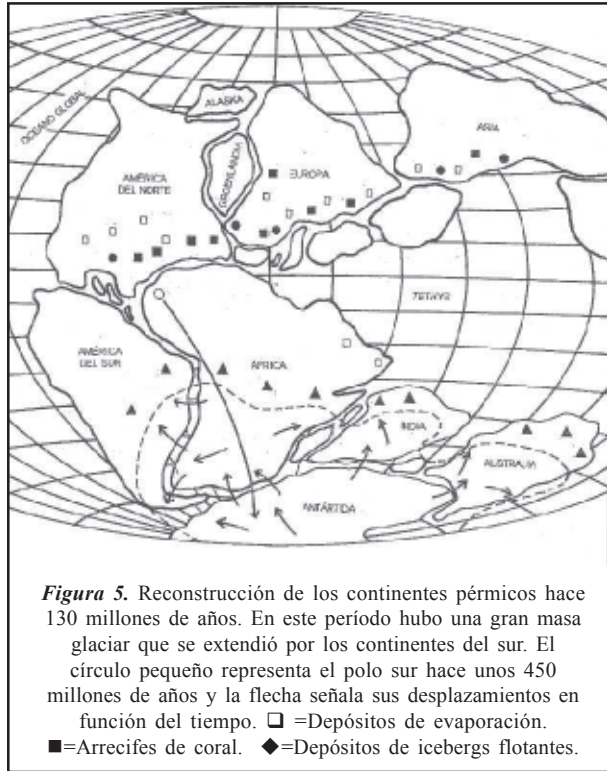 OCEANO GLOBAL
ALASKA
ASIA
AMÉRICA
DEL NORTE
GROENLANDIA
EUROPA
TETHYS
AMÉRICA
DEL SUR
ÁFRICA
INDIA
AUSTRALIA
ANTÁRTIDA
Figura 5. Reconstrucción de los continentes pérmicos hace
130 millones de años. En este período hubo una gran masa
glaciar que se extendió por los continentes del sur. El
círculo pequeño representa el polo sur hace unos 450
millones de años y la flecha señala sus desplazamientos en
función del tiempo. ❑ =Depósitos de evaporación.
■=Arrecifes de coral. ◆=Depósitos de icebergs flotantes.